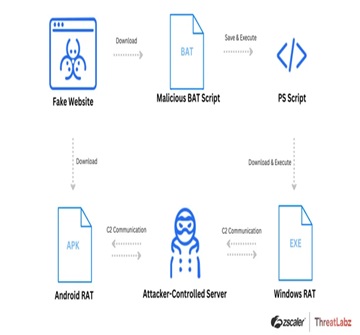 Download
BAT
Save & Execute
</>
Fake Website
Malicious BAT Script
PS Script
Download
Download & Execute
APK
C2 Communication
C2 Communication
EXE
Android RAT
Attacker-Controlled Server
Windows RAT
zscaler | ThreatLabz